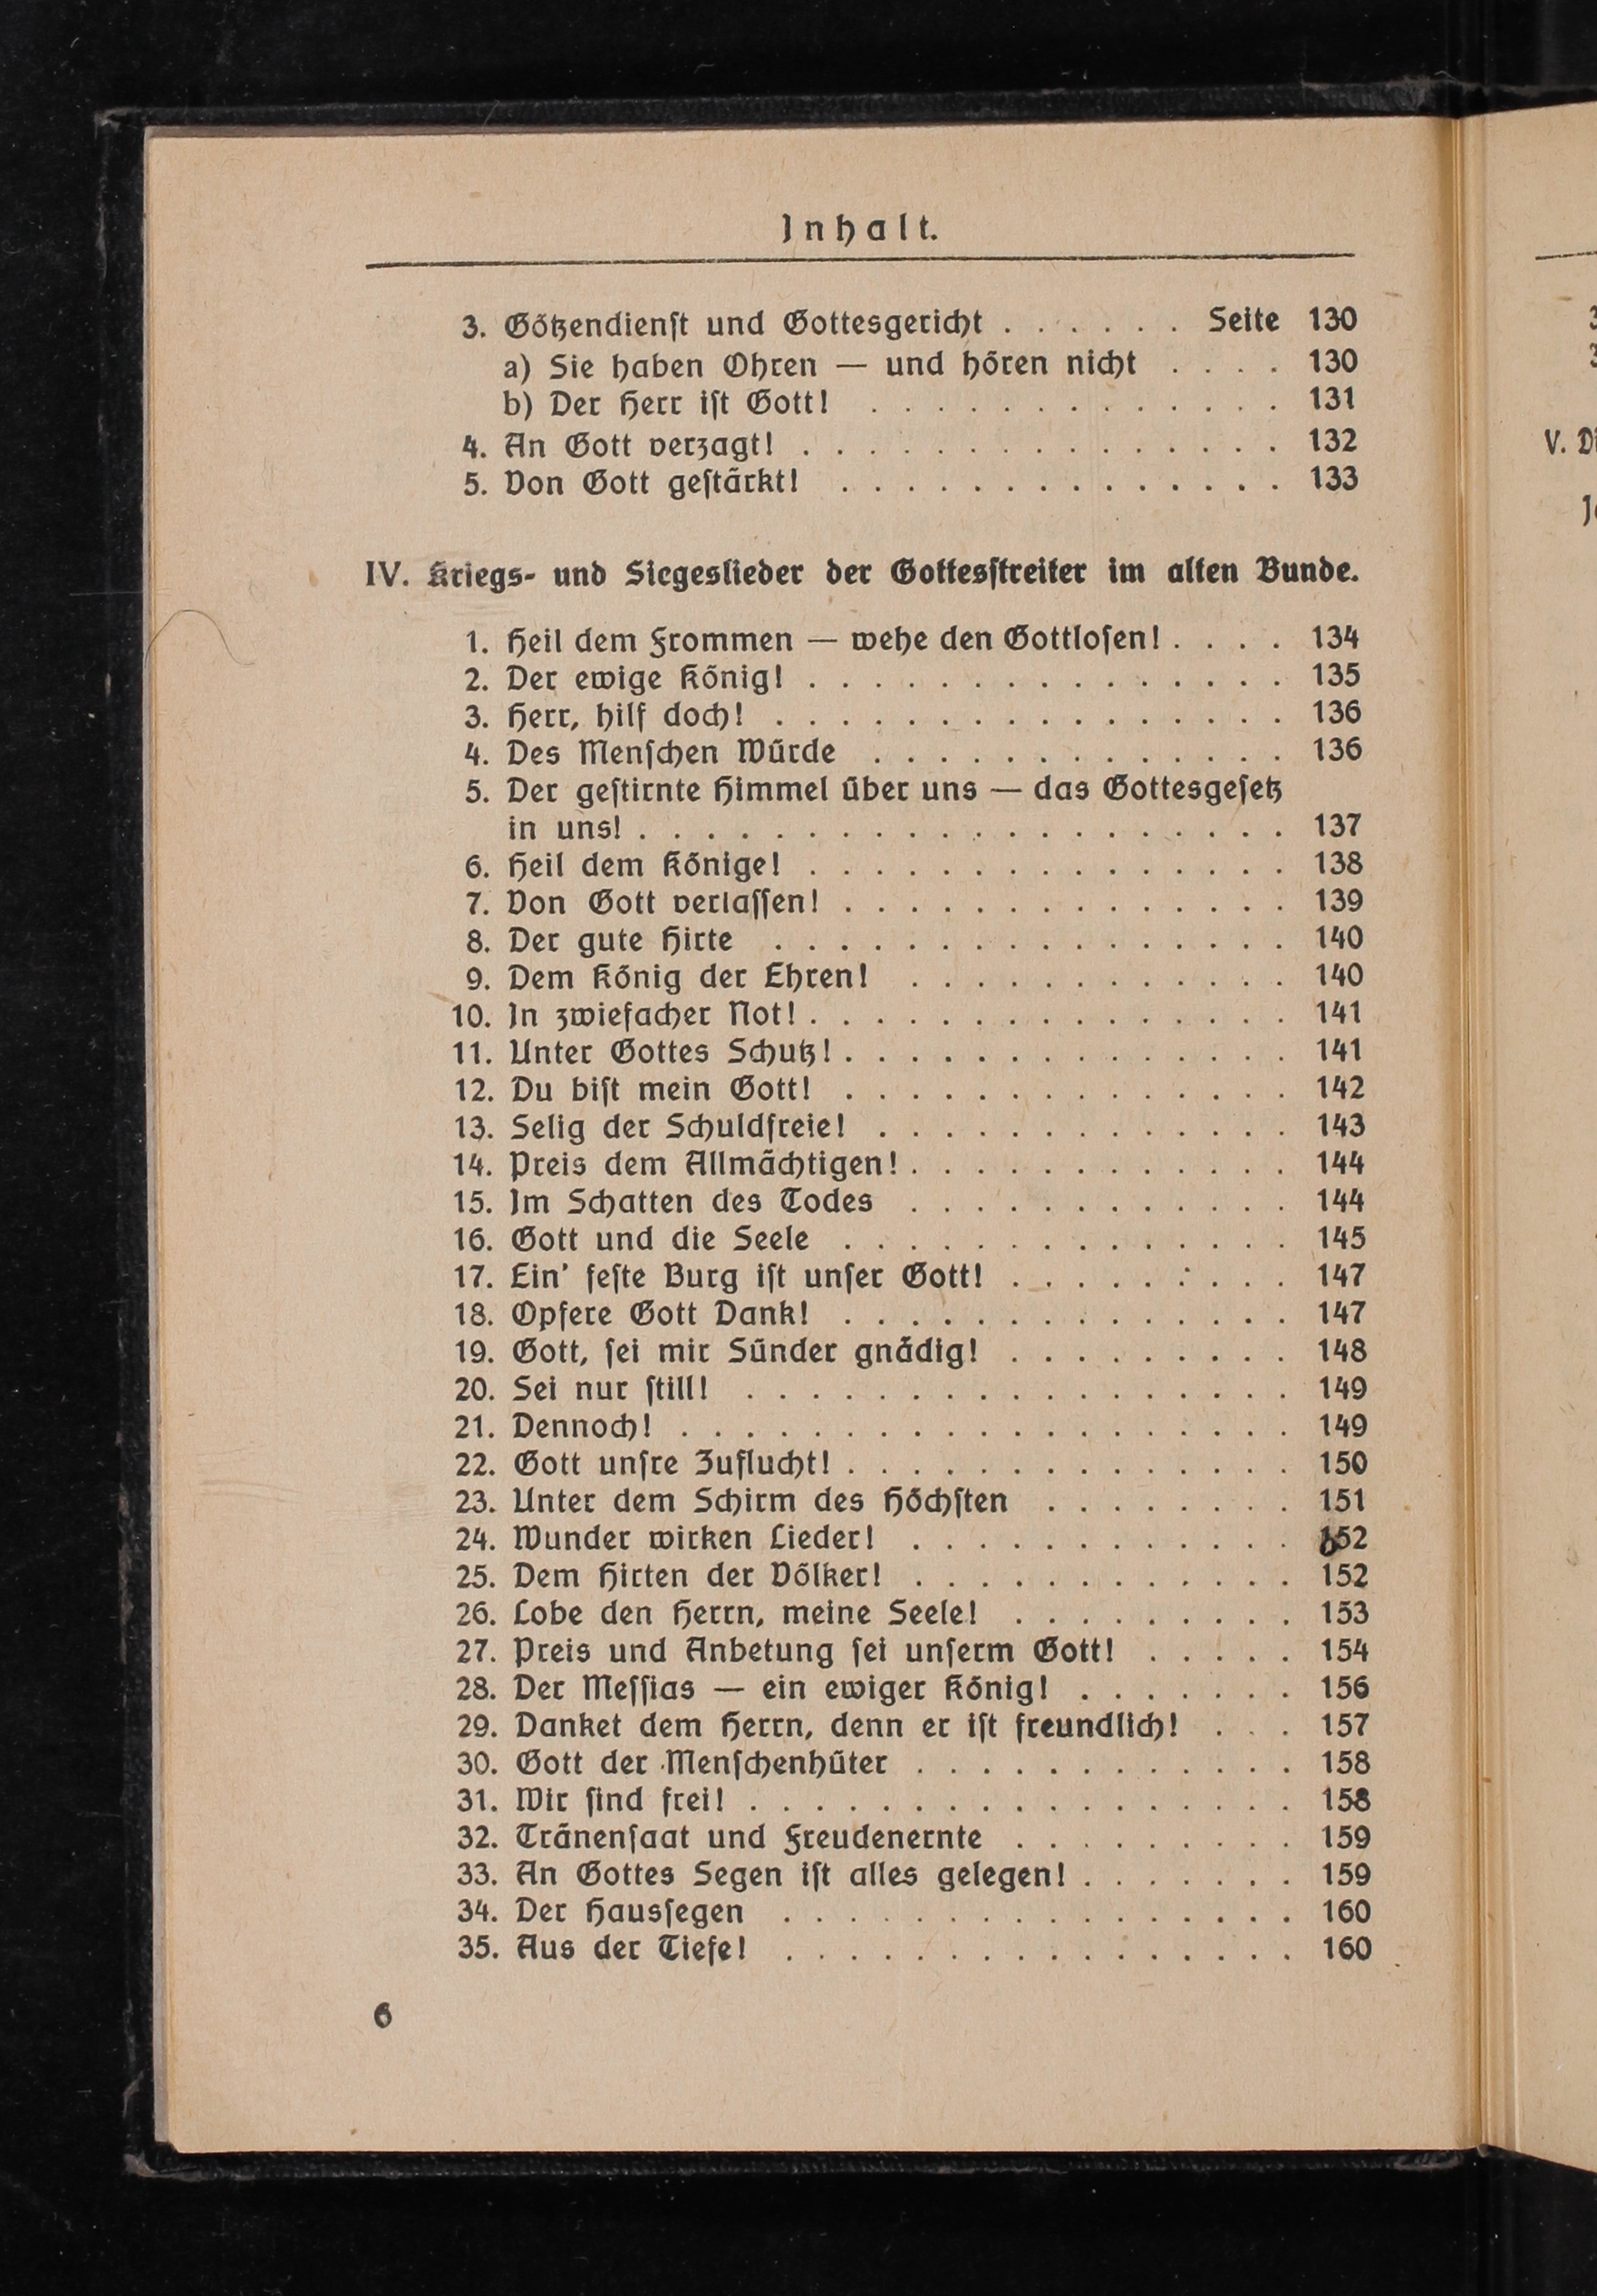 Inhalt.
3. Götzendienſt und Gottesgericht . . . . . . Seite 130
a) Sie haben Ohren — und hören nicht . . . . 130
b) Der Herr iſt Gott! . . . . . . . . . . . . . 131
4. An Gott verzagt! . . . . . . . . . . . . . . . 132
5. Von Gott geſtärkt! . . . . . . . . . . . . . . 133
IV. Kriegs- und Siegeslieder der Gottesſtreiter im alten Bunde.
1. Heil dem Frommen — wehe den Gottloſen! . . . . 134
2. Der ewige König! . . . . . . . . . . . . . . . 135
3. Herr, hilf doch! . . . . . . . . . . . . . . . . 136
4. Des Menſchen Würde . . . . . . . . . . . . . 136
5. Der geſtirnte Himmel über uns — das Gottesgeſetz
in uns! . . . . . . . . . . . . . . . . . . . . 137
6. Heil dem Könige! . . . . . . . . . . . . . . . 138
7. Von Gott verlaſſen! . . . . . . . . . . . . . . 139
8. Der gute Hirte . . . . . . . . . . . . . . . . 140
9. Dem König der Ehren! . . . . . . . . . . . . 140
10. In zwiefacher Not! . . . . . . . . . . . . . . . 141
11. Unter Gottes Schutz! . . . . . . . . . . . . . . 141
12. Du biſt mein Gott! . . . . . . . . . . . . . . 142
13. Selig der Schuldfreie! . . . . . . . . . . . . . 143
14. Preis dem Allmächtigen! . . . . . . . . . . . . 144
15. Im Schatten des Todes . . . . . . . . . . . . 144
16. Gott und die Seele . . . . . . . . . . . . . . 145
17. Ein’ feſte Burg iſt unſer Gott! . . . . . . . . . 147
18. Opfere Gott Dank! . . . . . . . . . . . . . . 147
19. Gott, ſei mir Sünder gnädig! . . . . . . . . . 148
20. Sei nur ſtill! . . . . . . . . . . . . . . . . . 149
21. Dennoch! . . . . . . . . . . . . . . . . . . . 149
22. Gott unſre Zuflucht! . . . . . . . . . . . . . . 150
23. Unter dem Schirm des Höchſten . . . . . . . . 151
24. Wunder wirken Lieder! . . . . . . . . . . . . 152
25. Dem Hirten der Völker! . . . . . . . . . . . . 152
26. Lobe den Herrn, meine Seele! . . . . . . . . . 153
27. Preis und Anbetung ſei unſerm Gott! . . . . . 154
28. Der Meſſias — ein ewiger König! . . . . . . . 156
29. Danket dem Herrn, denn er iſt freundlich! . . . 157
30. Gott der Menſchenhüter . . . . . . . . . . . . 158
31. Wir ſind frei! . . . . . . . . . . . . . . . . . 158
32. Tränenſaat und Freudenernte . . . . . . . . . 159
33. An Gottes Segen iſt alles gelegen! . . . . . . . 159
34. Der Hausſegen . . . . . . . . . . . . . . . . 160
35. Aus der Tiefe! . . . . . . . . . . . . . . . . 160
6
V.